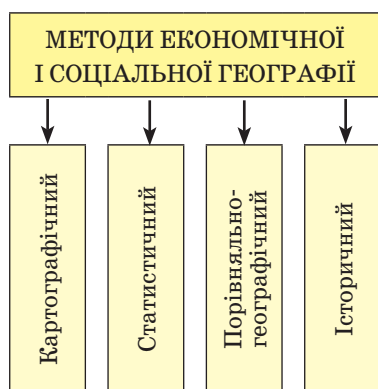 МЕТОДИ ЕКОНОМІЧНОЇ
І СОЦІАЛЬНОЇ ГЕОГРАФІЇ
Картографічний
Статистичний
Порівняльно-
географічний
Історичний